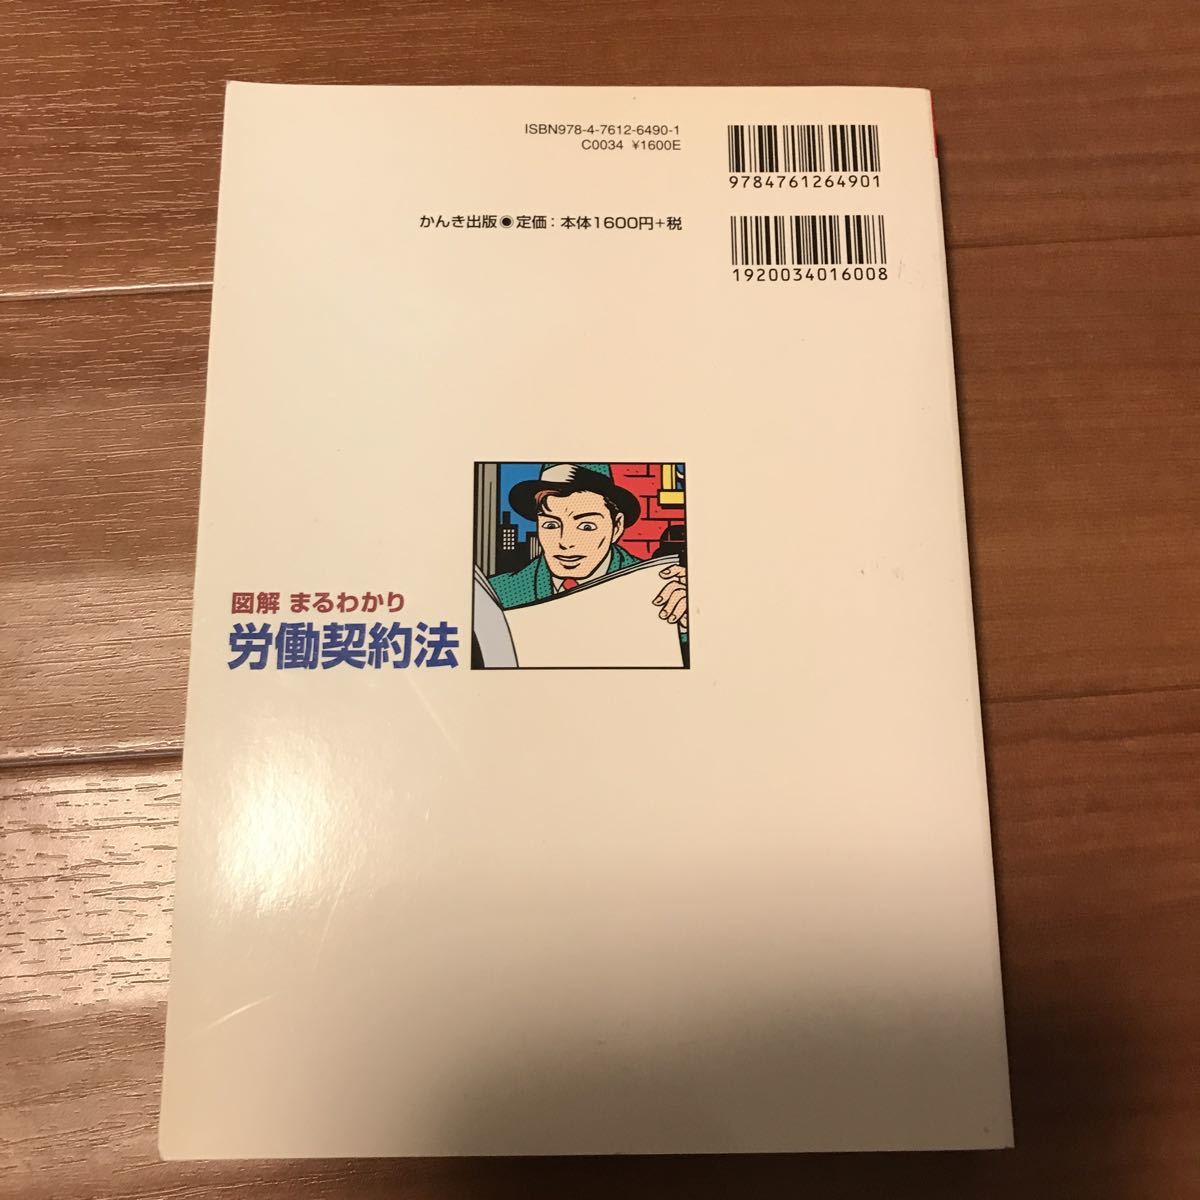 ISBN978-4-7612-6490-1
C0034 ¥1600E
9784761264901
かんき出版◉定価：本体1600円+税
1920034016008
図解 まるわかり
労働契約法